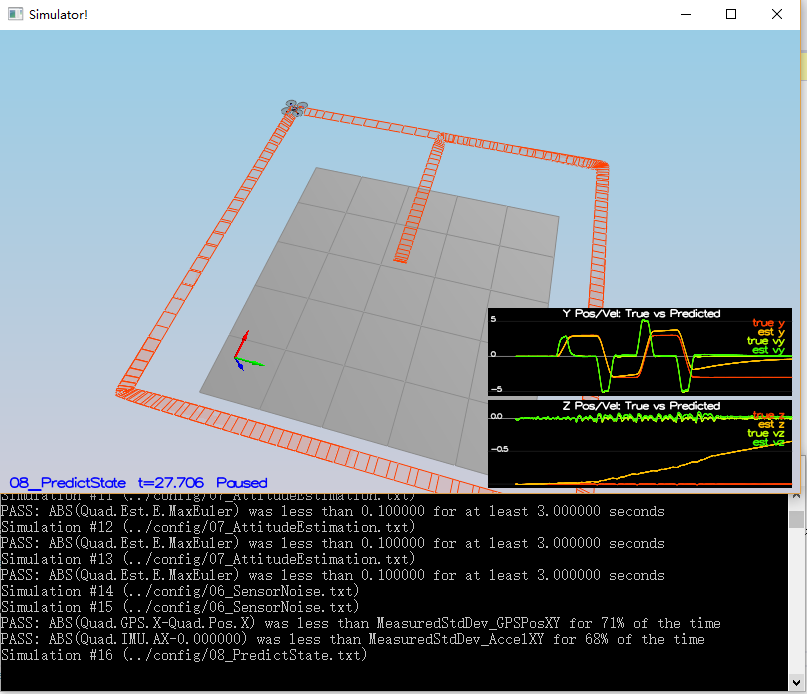 Simulator!
Y Pos/Vel: True vs Predicted
5
0
-5
true y
est y
true vy
est vy
Z Pos/Vel: True vs Predicted
0.0
-0.5
true z
est z
true vz
est vz
08_PredictState t=27.706 Paused
Simulation #11 (../config/07_AttitudeEstimation.txt)
PASS: ABS(Quad.Est.E.MaxEuler) was less than 0.100000 for at least 3.000000 seconds
Simulation #12 (../config/07_AttitudeEstimation.txt)
PASS: ABS(Quad.Est.E.MaxEuler) was less than 0.100000 for at least 3.000000 seconds
Simulation #13 (../config/07_AttitudeEstimation.txt)
PASS: ABS(Quad.Est.E.MaxEuler) was less than 0.100000 for at least 3.000000 seconds
Simulation #14 (../config/06_SensorNoise.txt)
Simulation #15 (../config/06_SensorNoise.txt)
PASS: ABS(Quad.GPS.X-Quad.Pos.X) was less than MeasuredStdDev_GPSPosXY for 71% of the time
PASS: ABS(Quad.IMU.AX-0.000000) was less than MeasuredStdDev_AccelXY for 68% of the time
Simulation #16 (../config/08_PredictState.txt)